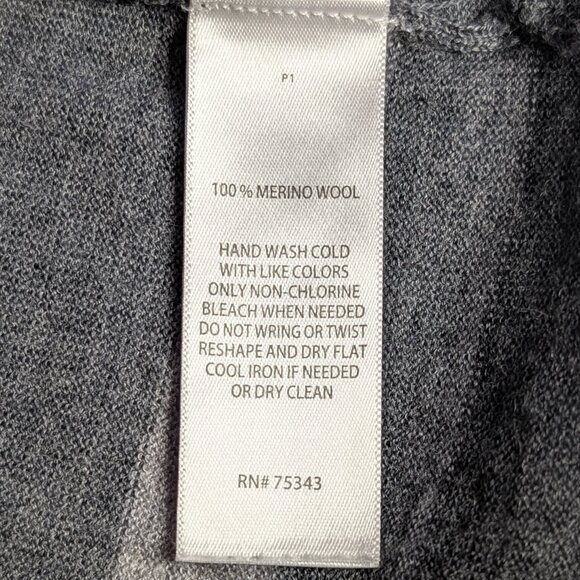 P1
100 % MERINO WOOL
HAND WASH COLD
WITH LIKE COLORS
ONLY NON-CHLORINE
BLEACH WHEN NEEDED
DO NOT WRING OR TWIST
RESHAPE AND DRY FLAT
COOL IRON IF NEEDED
OR DRY CLEAN
RN# 75343